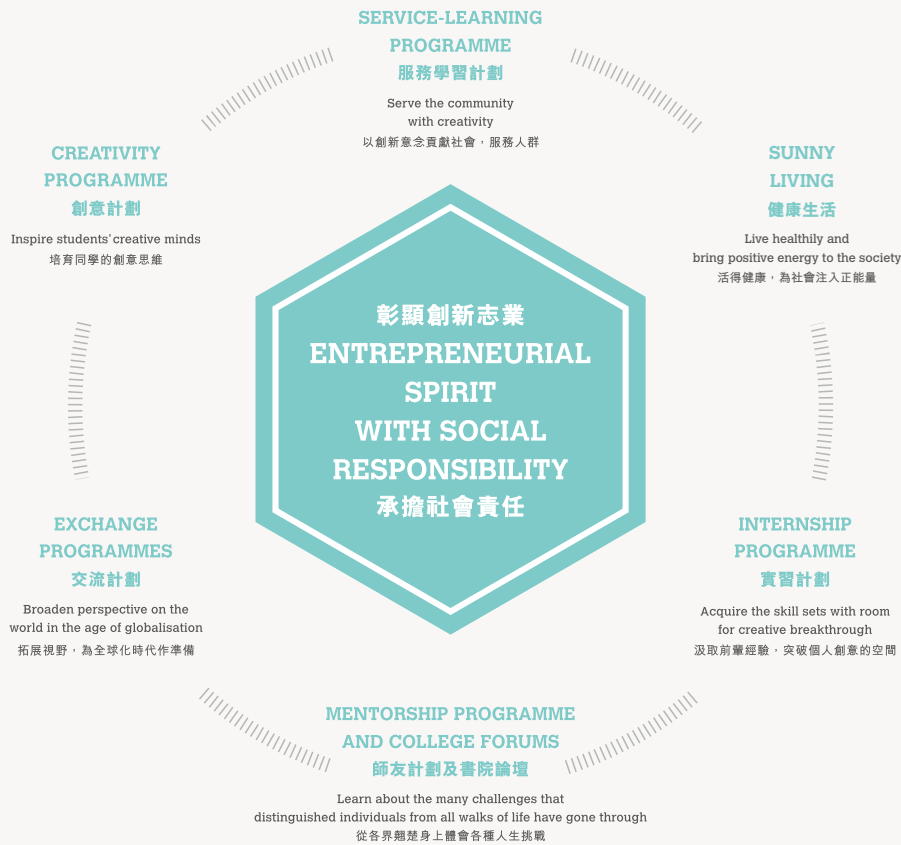 SERVICE-LEARNING
PROGRAMME
服務學習計劃
Serve the community
with creativity
以創新意念貢獻社會，服務人群
CREATIVITY
PROGRAMME
創意計劃
Inspire students' creative minds
培育同學的創意思維
SUNNY
LIVING
健康生活
Live healthily and
bring positive energy to the society
活得健康，為社會注入正能量
彰顯創新志業
ENTREPRENEURIAL
SPIRIT
WITH SOCIAL
RESPONSIBILITY
承擔社會責任
EXCHANGE
PROGRAMMES
交流計劃
Broaden perspective on the
world in the age of globalisation
拓展視野，為全球化時代作準備
INTERNSHIP
PROGRAMME
實習計劃
Acquire the skill sets with room
for creative breakthrough
汲取前輩經驗，突破個人創意的空間
MENTORSHIP PROGRAMME
AND COLLEGE FORUMS
師友計劃及書院論壇
Learn about the many challenges that
distinguished individuals from all walks of life have gone through
從各界翹楚身上體會各種人生挑戰